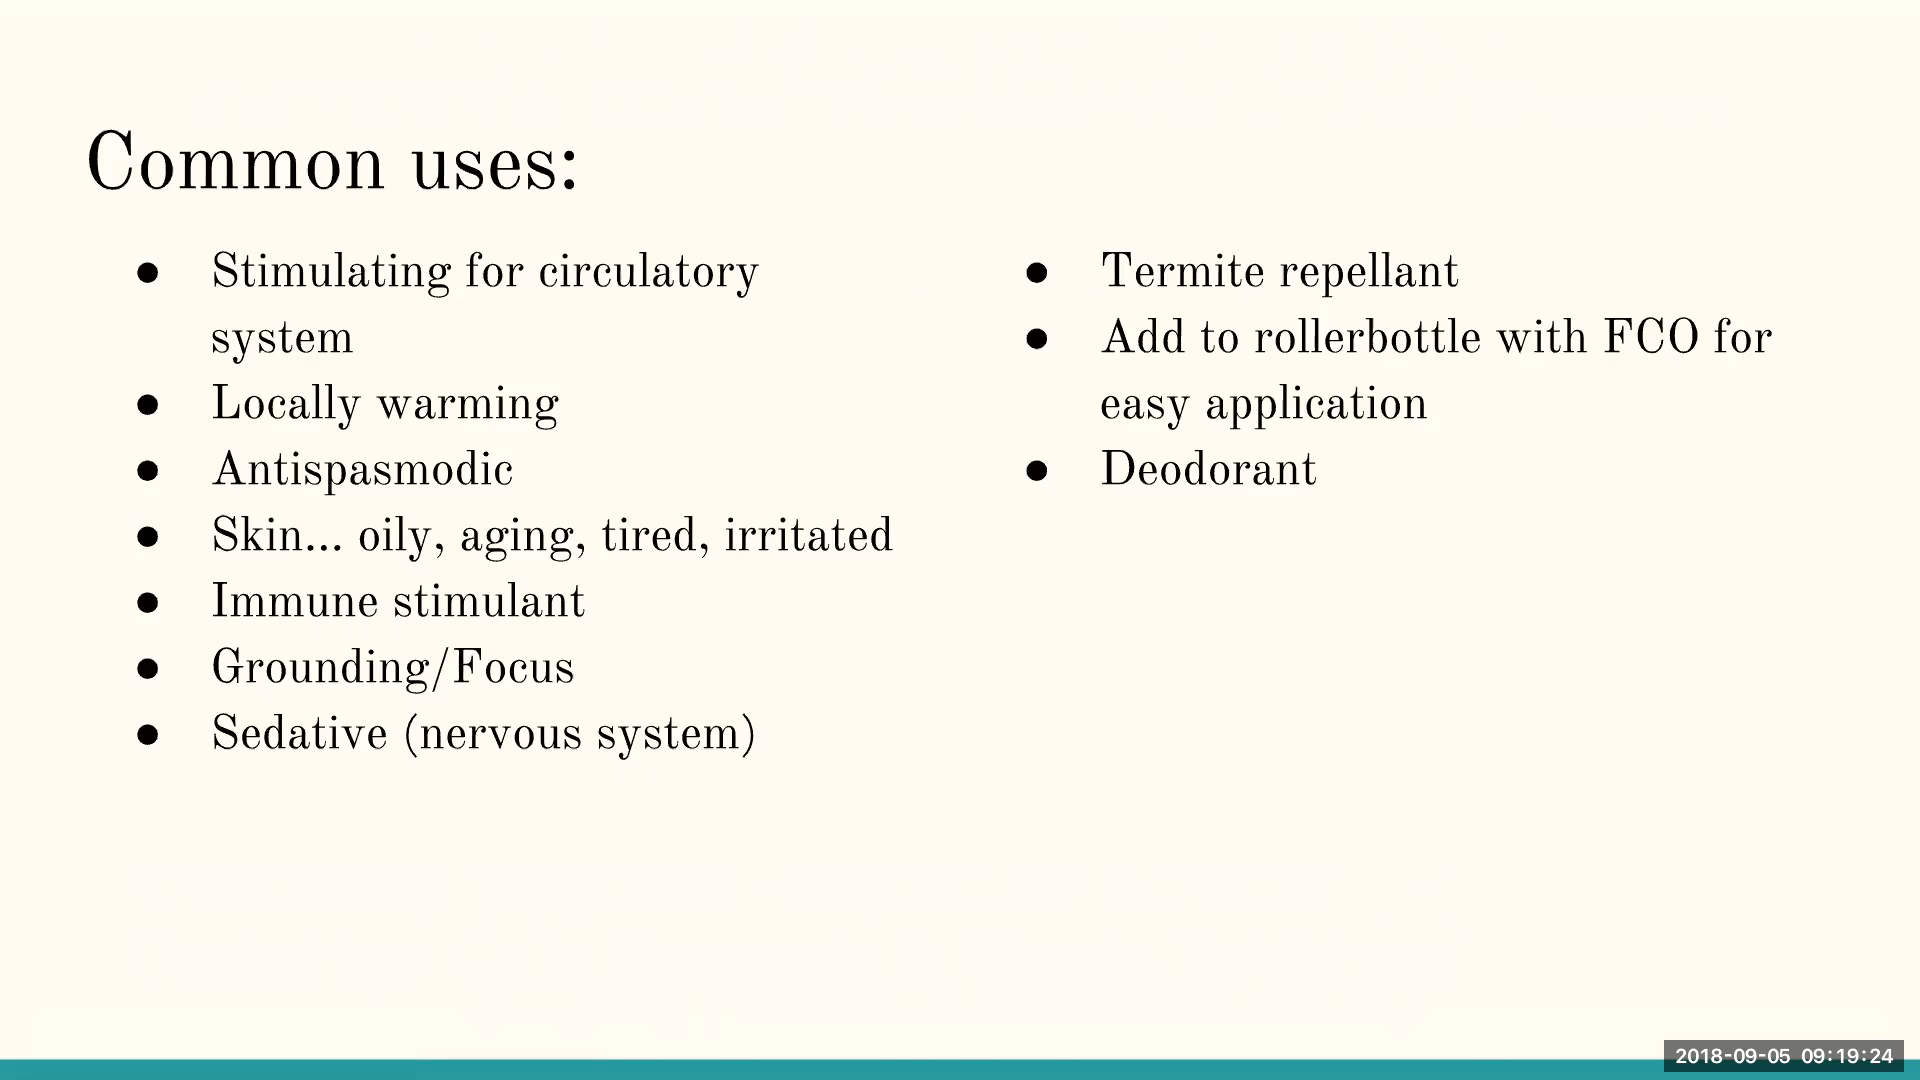 Common uses:
● Stimulating for circulatory
system
● Locally warming
● Antispasmodic
● Skin... oily, aging, tired, irritated
● Immune stimulant
● Grounding/Focus
● Sedative (nervous system)
● Termite repellant
● Add to rollerbottle with FCO for
easy application
● Deodorant
2018-09-05 09:19:24